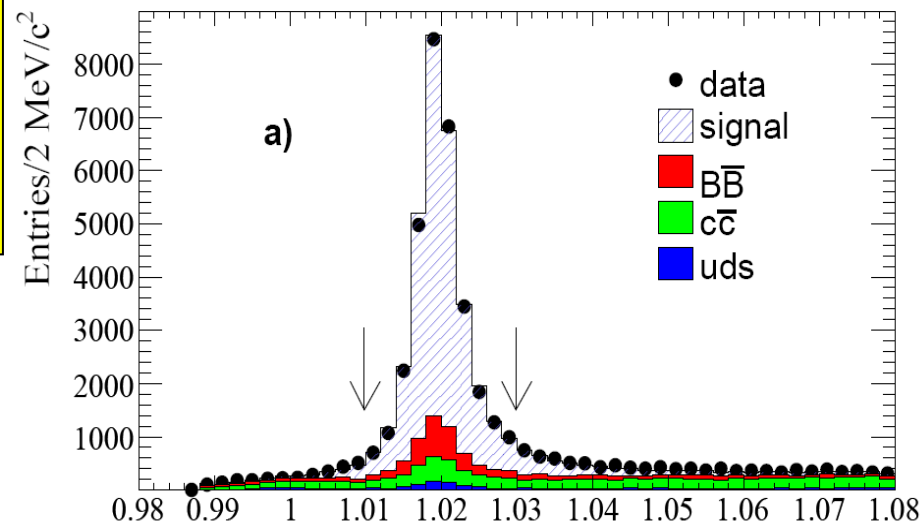 Entries/2 MeV/c²
8000
7000
6000
5000
4000
3000
2000
1000
a)
data
signal
BB̅
cc̅
uds
0.98 0.99 1 1.01 1.02 1.03 1.04 1.05 1.06 1.07 1.08